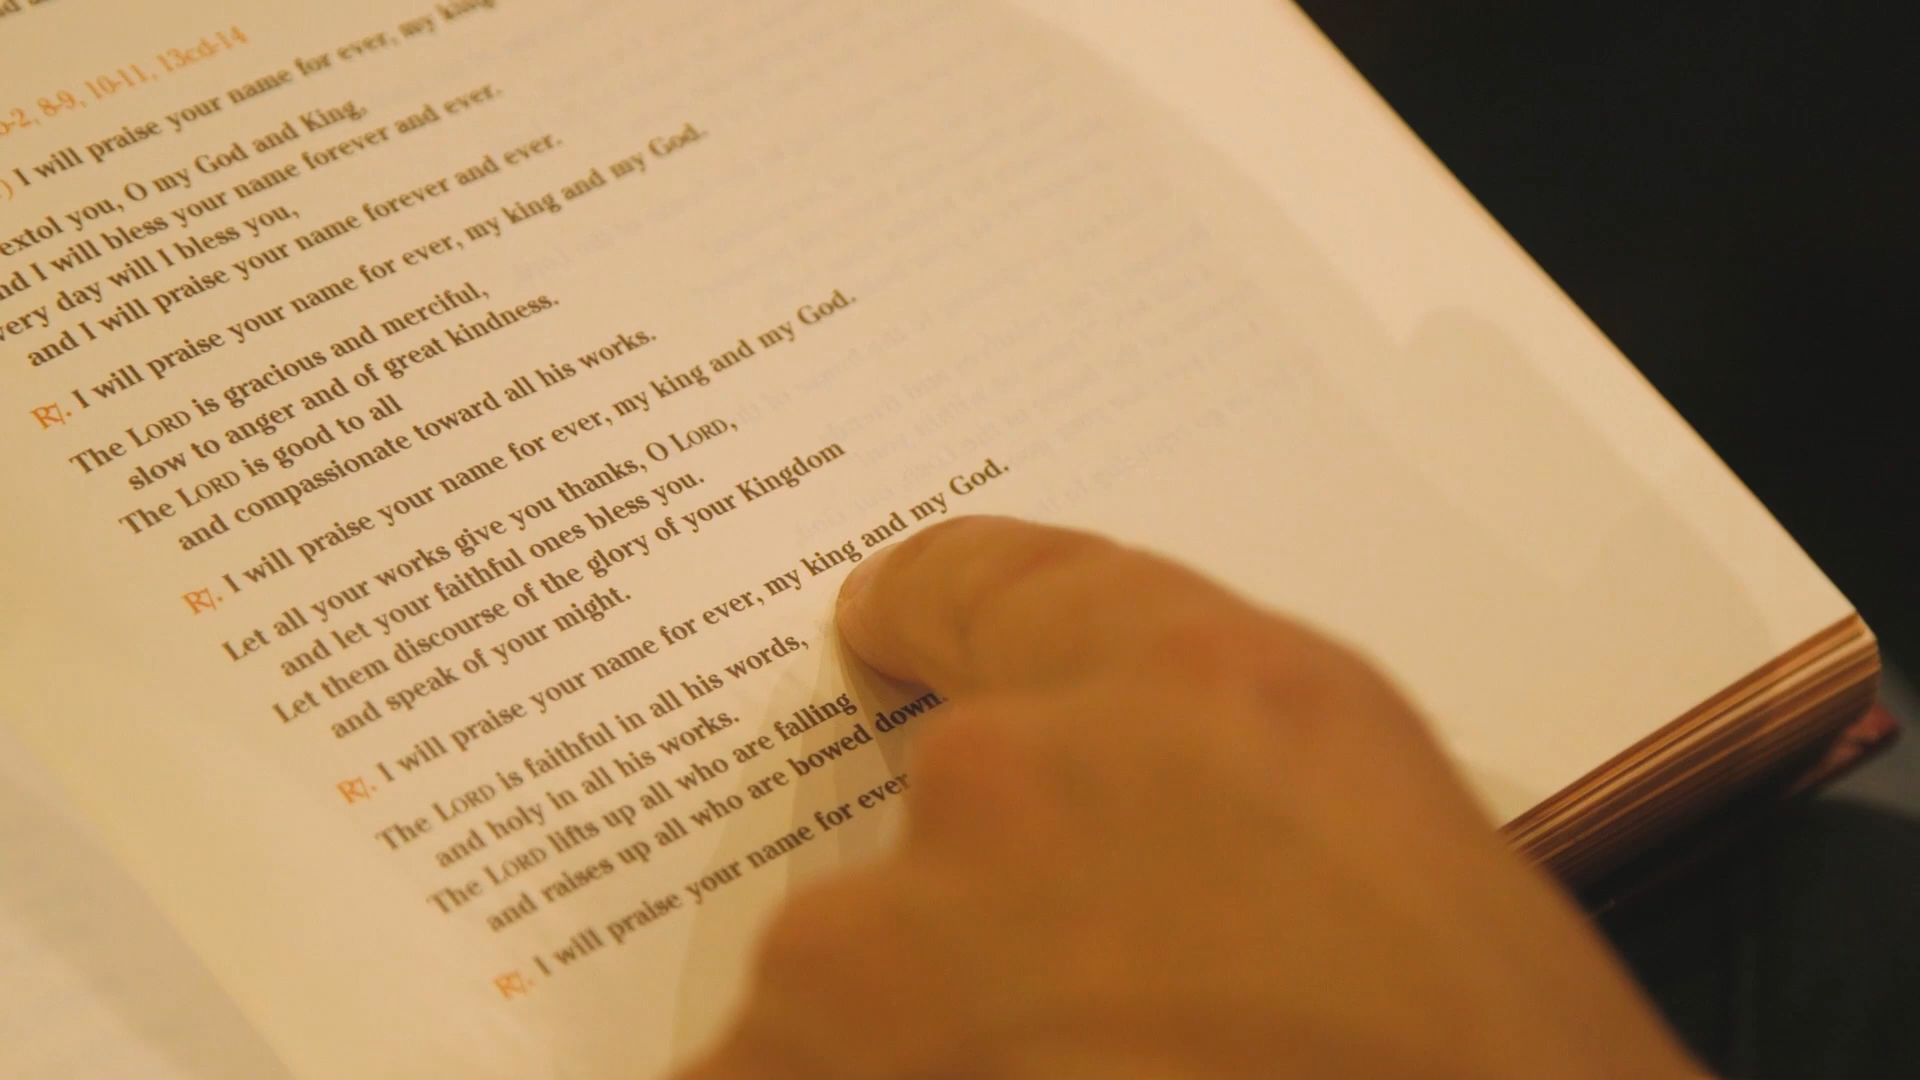 -2, 8-9, 10-11, 13cd-14
) I will praise your name for ever, my king
extol you, O my God and King,
nd I will bless your name forever and ever.
very day will I bless you,
and I will praise your name forever and ever.
℟. I will praise your name for ever, my king and my God.
The LORD is gracious and merciful,
slow to anger and of great kindness.
The LORD is good to all
and compassionate toward all his works.
℟. I will praise your name for ever, my king and my God.
Let all your works give you thanks, O LORD,
and let your faithful ones bless you.
Let them discourse of the glory of your Kingdom
and speak of your might.
℟. I will praise your name for ever, my king and my God.
The LORD is faithful in all his words,
and holy in all his works.
The LORD lifts up all who are falling
and raises up all who are bowed down.
℟. I will praise your name for ever